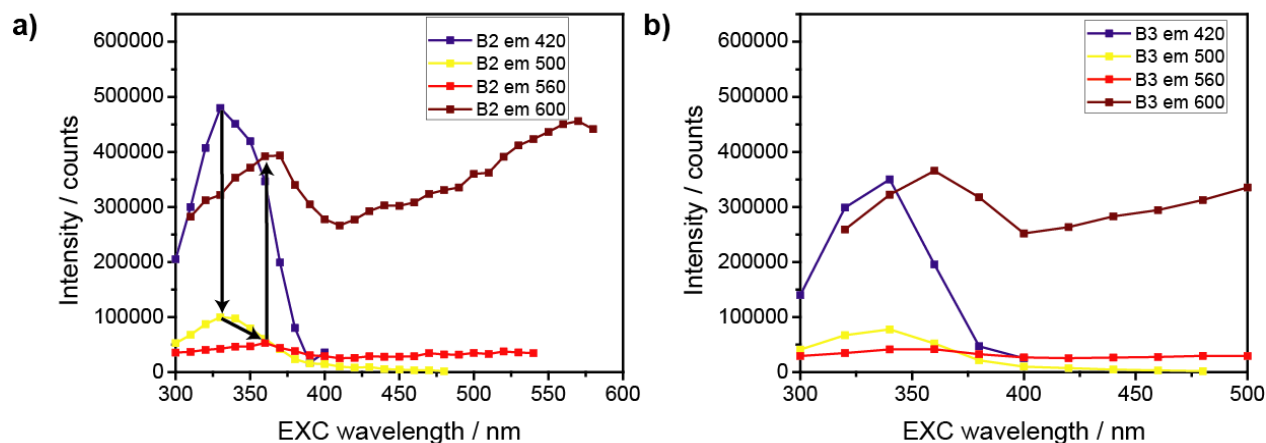 a)
600000
500000
400000
300000
200000
100000
0
Intensity / counts
300 350 400 450 500 550 600
EXC wavelength / nm
B2 em 420
B2 em 500
B2 em 560
B2 em 600
b)
600000
500000
400000
300000
200000
100000
0
Intensity / counts
300 350 400 450 500
EXC wavelength / nm
B3 em 420
B3 em 500
B3 em 560
B3 em 600